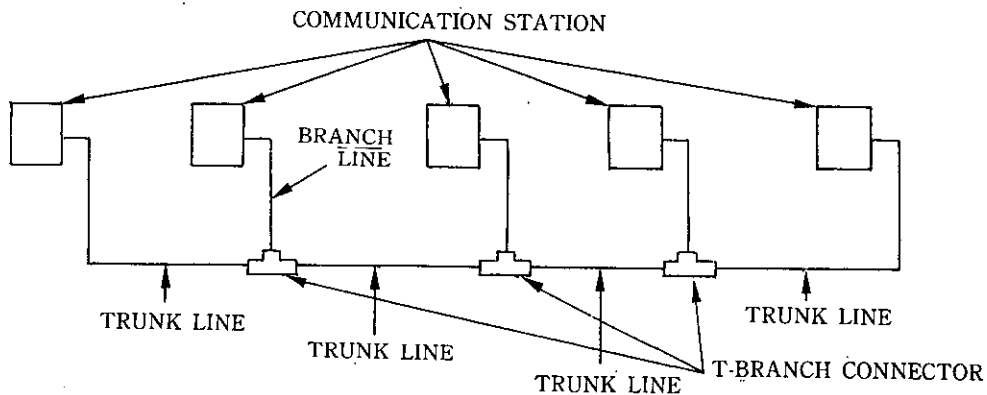 COMMUNICATION STATION
BRANCH
LINE
TRUNK LINE
TRUNK LINE
TRUNK LINE
TRUNK LINE
T-BRANCH CONNECTOR